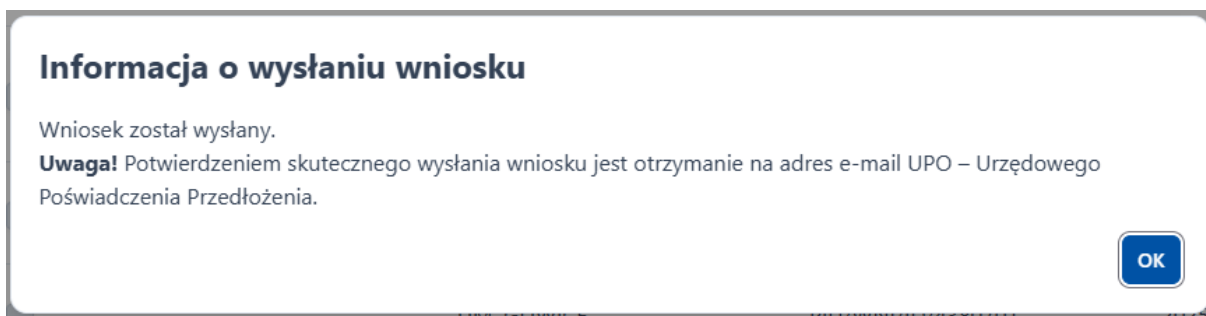 Informacja o wysłaniu wniosku
Wniosek został wysłany.
Uwaga! Potwierdzeniem skutecznego wysłania wniosku jest otrzymanie na adres e-mail UPO – Urzędowego
Poświadczenia Przedłożenia.
OK